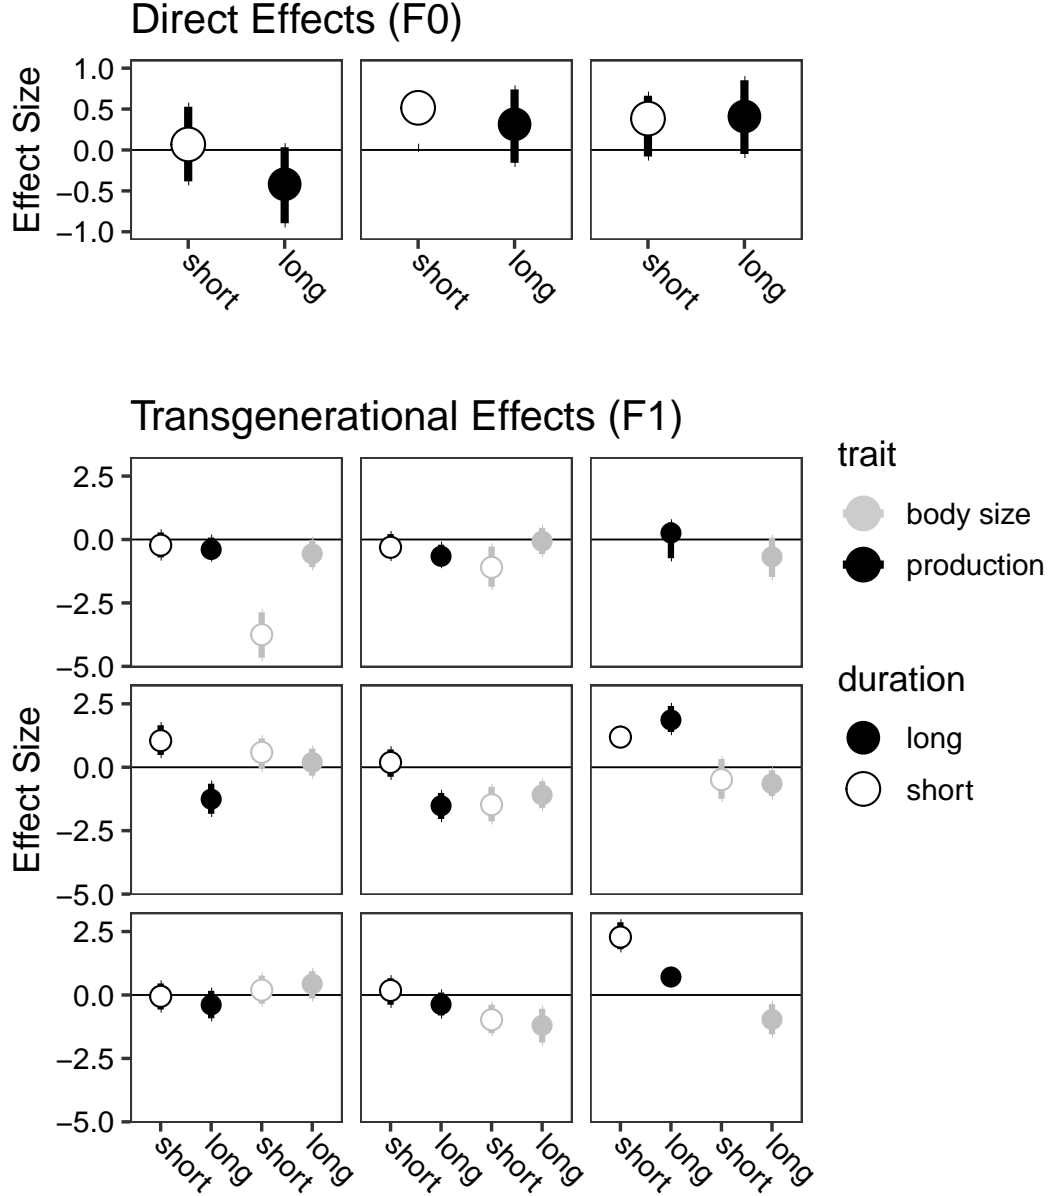 Direct Effects (F0)
Effect Size
1.0
0.5
0.0
−0.5
−1.0
short long short long short long
Transgenerational Effects (F1)
Effect Size
2.5
0.0
−2.5
−5.0
2.5
0.0
−2.5
−5.0
2.5
0.0
−2.5
−5.0
short long short long short long short long short long short long
trait
body size
production
duration
long
short